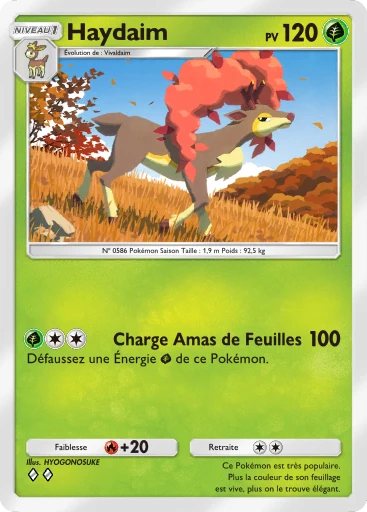 NIVEAU 1
Haydaim
PV 120
Évolution de : Vivaldaim
N° 0586 Pokémon Saison Taille : 1,9 m Poids : 92,5 kg
Charge Amas de Feuilles 100
Défaussez une Énergie de ce Pokémon.
Faiblesse +20
Retraite
Illus. HYOGONOSUKE
Ce Pokémon est très populaire.
Plus la couleur de son feuillage
est vive, plus on le trouve élégant.